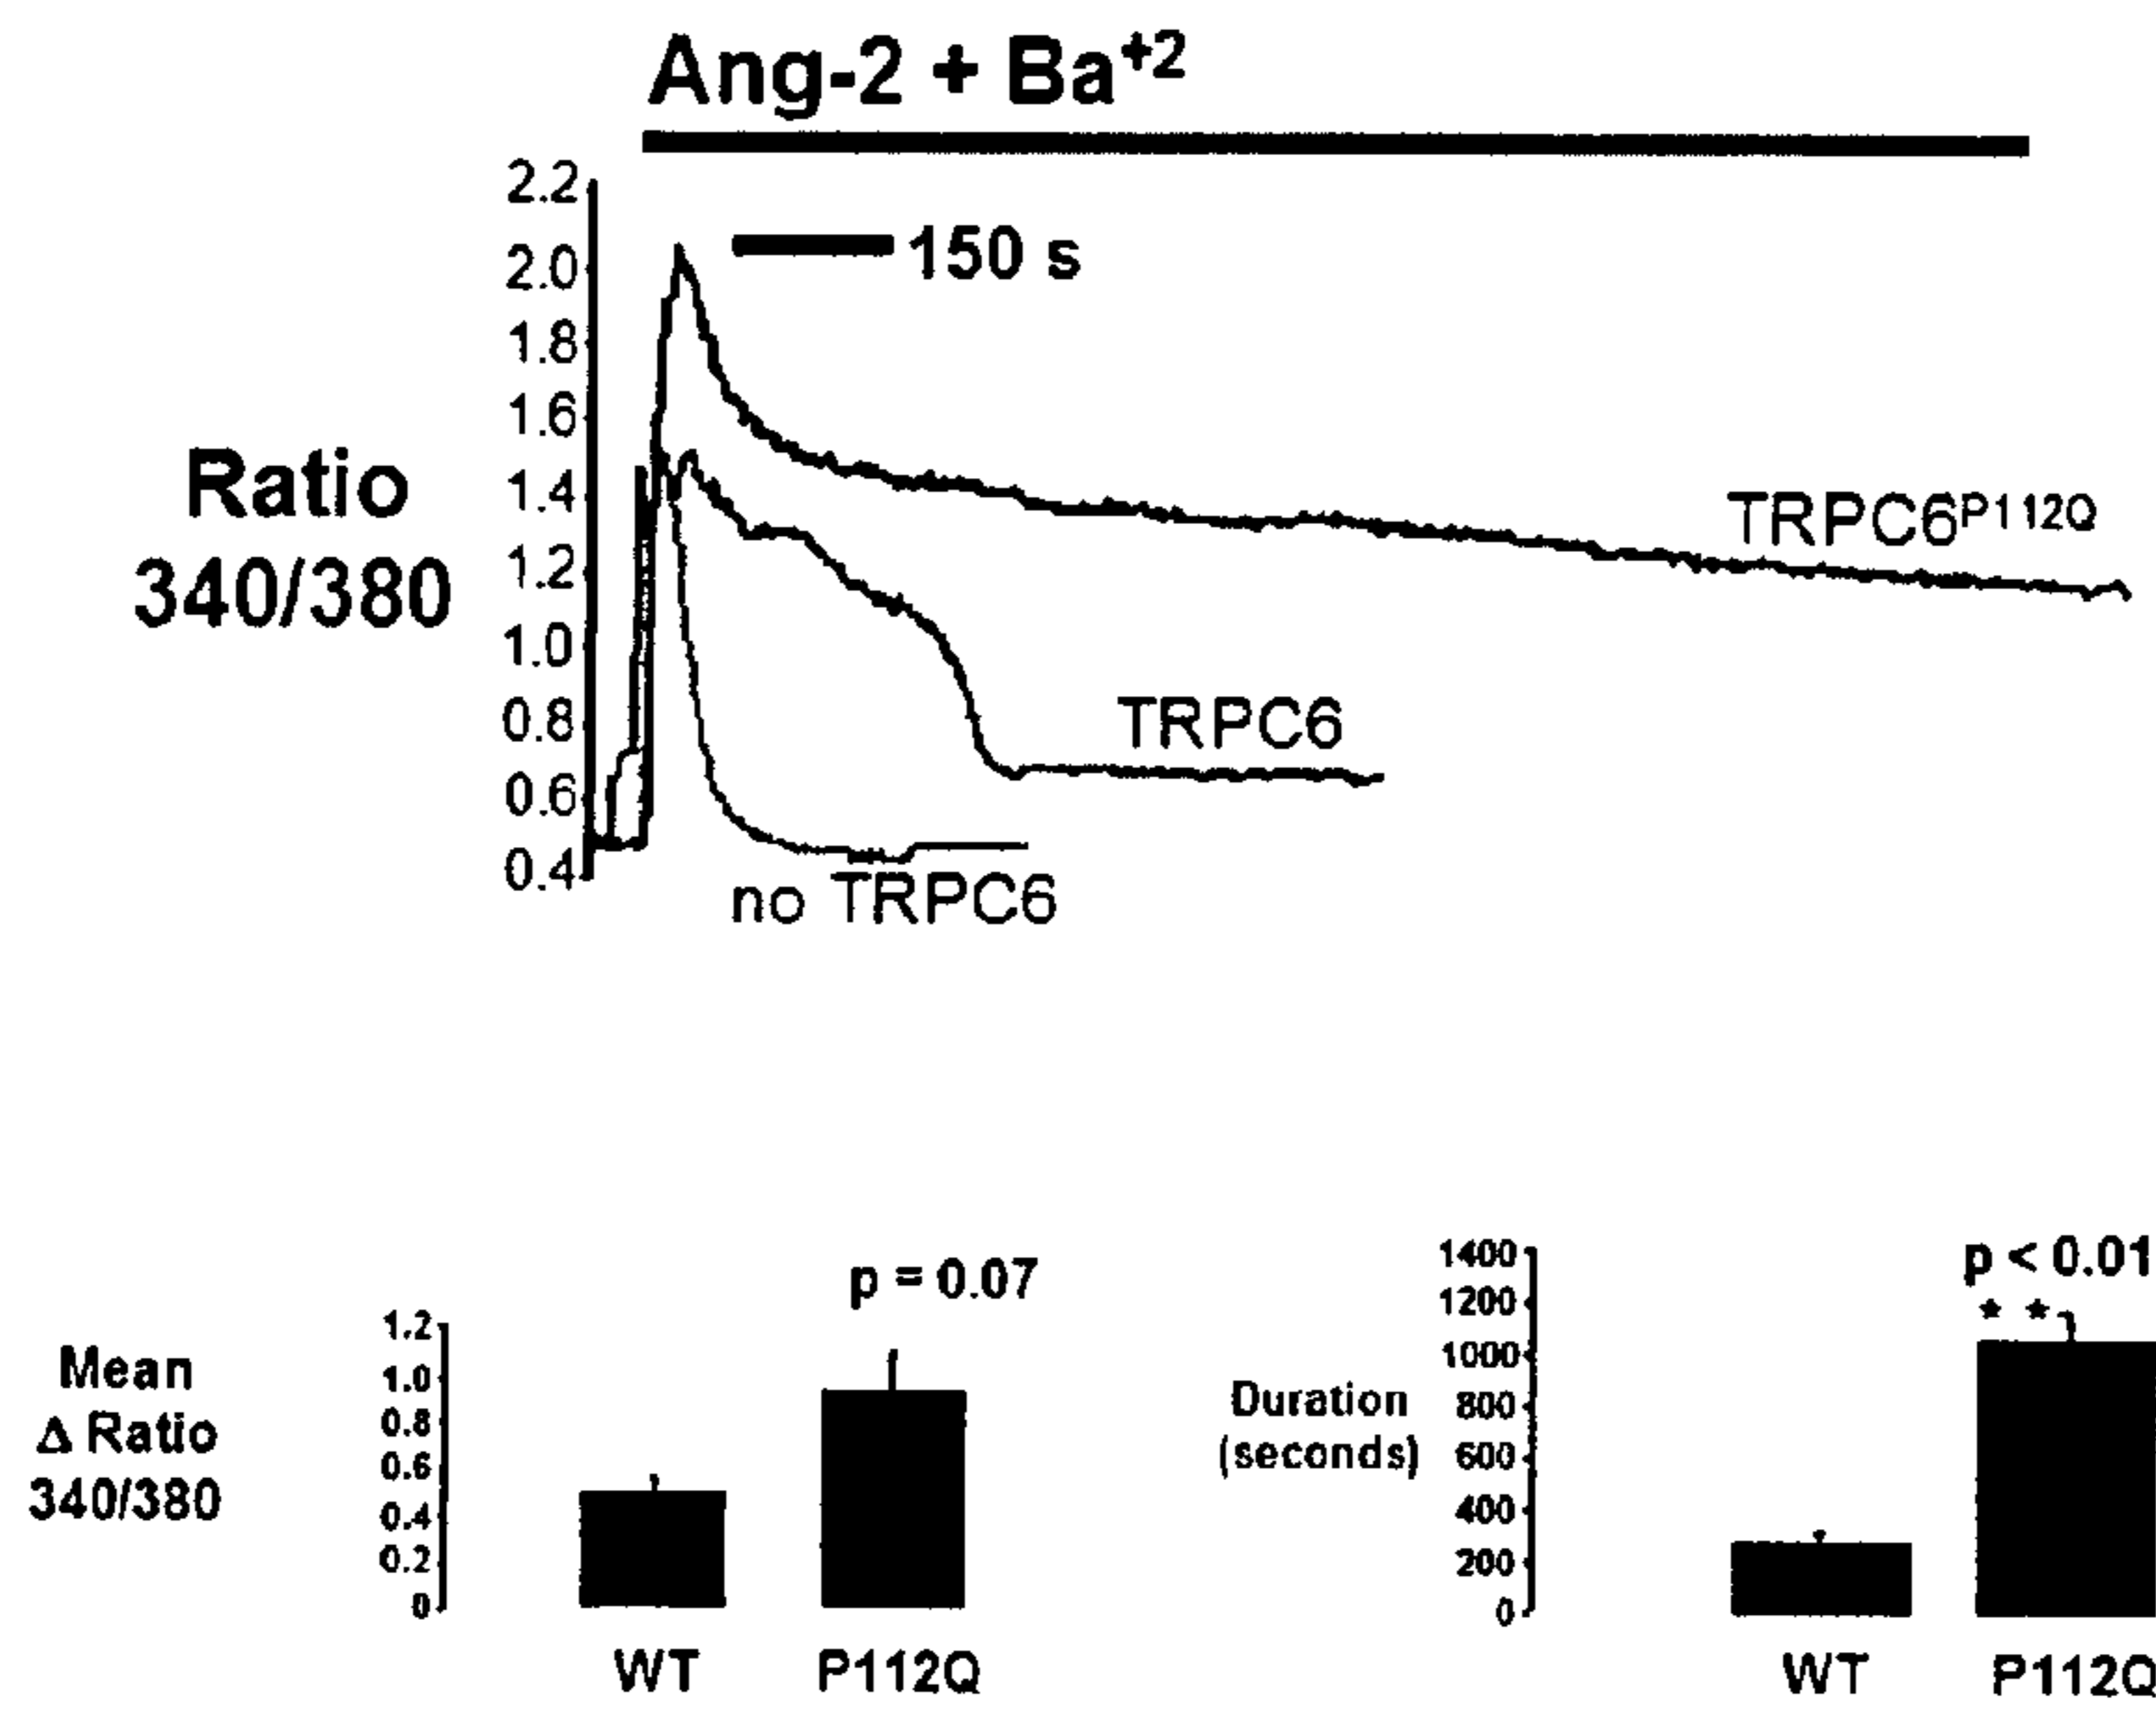 Ang-2 + Ba+2
2.2
150 s
2.0
1.8
1.6
1.4
1.2
1.0
0.8
0.6
0.4
Ratio
340/380
TRPC6P112Q
TRPC6
no TRPC6
p = 0.07
1.2
1.0
0.8
0.6
0.4
0.2
0
Mean
Δ Ratio
340/380
WT P112Q
p < 0.01
★ ★
1400
1200
1000
800
600
400
200
0
Duration
(seconds)
WT P112Q